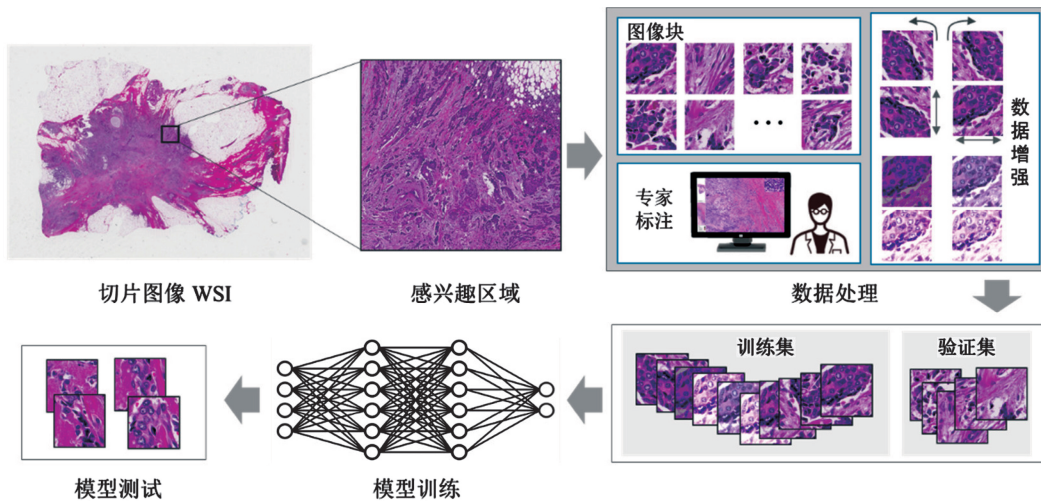 图像块
专家
标注
数据增强
切片图像 WSI
感兴趣区域
数据处理
训练集
验证集
模型测试
模型训练